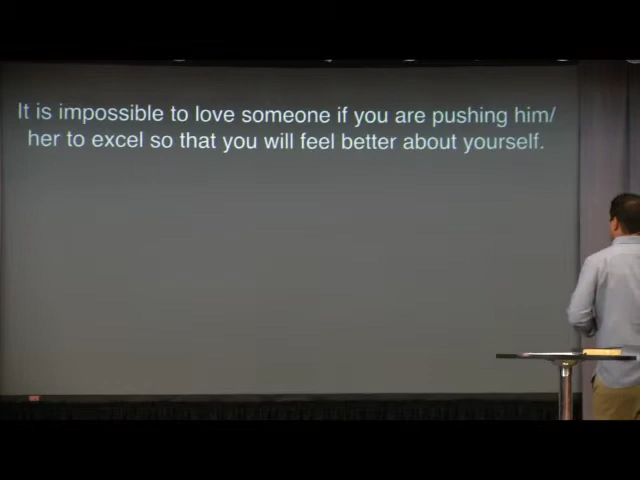 It is impossible to love someone if you are pushing him/
her to excel so that you will feel better about yourself.